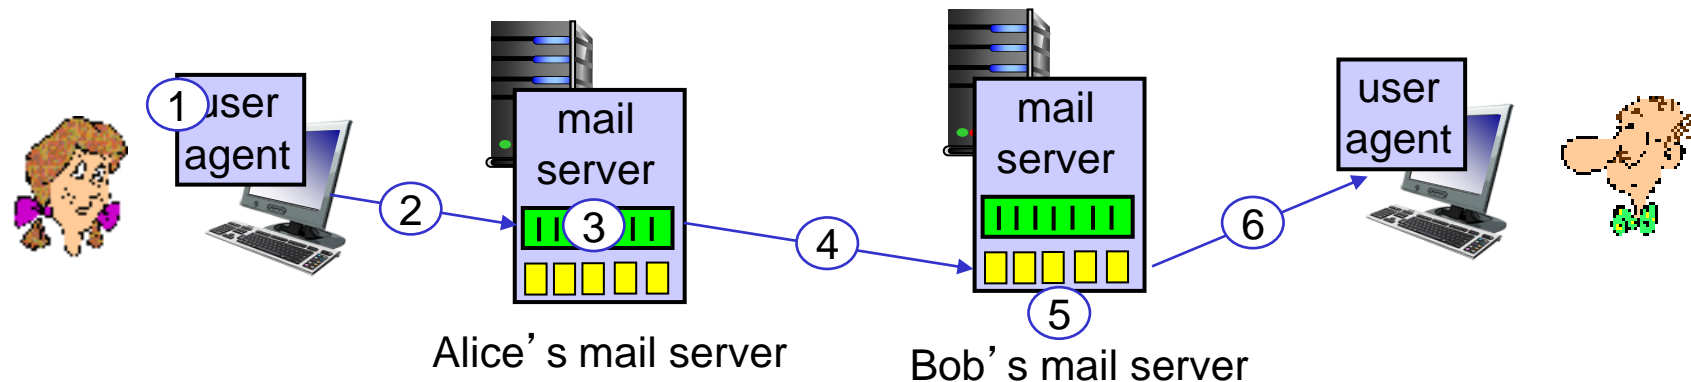 1
user
agent
2
mail
server
3
Alice’s mail server
4
mail
server
5
Bob’s mail server
6
user
agent